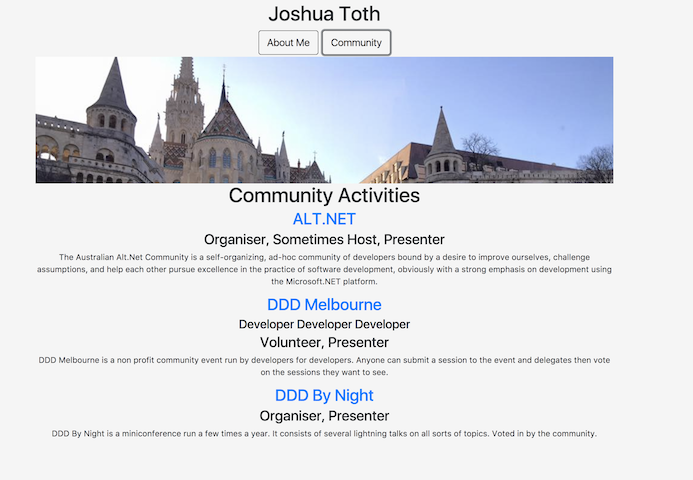 Joshua Toth
About Me
Community
Community Activities
ALT.NET
Organiser, Sometimes Host, Presenter
The Australian Alt.Net Community is a self-organizing, ad-hoc community of developers bound by a desire to improve ourselves, challenge
assumptions, and help each other pursue excellence in the practice of software development, obviously with a strong emphasis on development using
the Microsoft.NET platform.
DDD Melbourne
Developer Developer Developer
Volunteer, Presenter
DDD Melbourne is a non profit community event run by developers for developers. Anyone can submit a session to the event and delegates then vote
on the sessions they want to see.
DDD By Night
Organiser, Presenter
DDD By Night is a miniconference run a few times a year. It consists of several lightning talks on all sorts of topics. Voted in by the community.